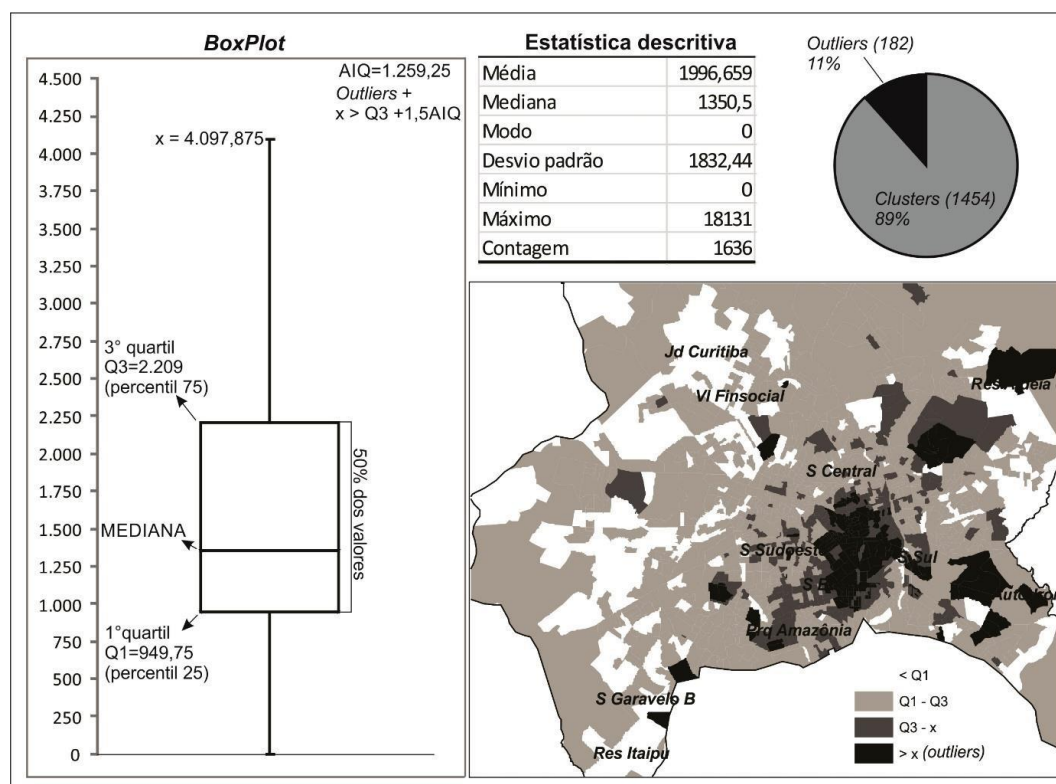 BoxPlot
AIQ=1.259,25
Outliers +
x > Q3 +1,5AIQ
4.500
4.250
4.000
3.750
3.500
3.250
3.000
2.750
2.500
2.250
2.000
1.750
1.500
1.250
1.000
750
500
250
0
x = 4.097,875
3° quartil
Q3=2.209
(percentil 75)
MEDIANA
1°quartil
Q1=949,75
(percentil 25)
50% dos valores
Estatística descritiva
Média 1996,659
Mediana 1350,5
Modo 0
Desvio padrão 1832,44
Mínimo 0
Máximo 18131
Contagem 1636
Outliers (182)
11%
Clusters (1454)
89%
Jd Curitiba
Vl Finsocial
S Central
S Sudoeste
S Sul
Prq Amazônia
S Garavelo B
Res Itaipu
< Q1
Q1 - Q3
Q3 - x
> x (outliers)